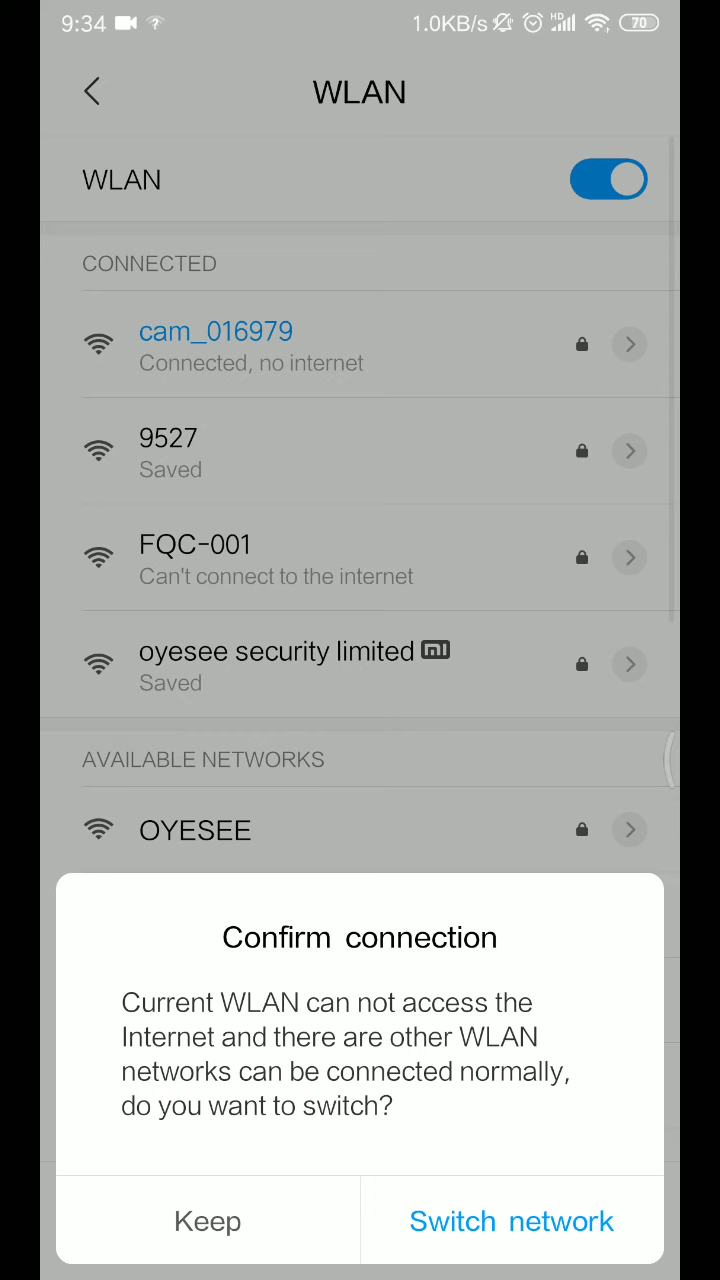 9:34 1.0KB/s HD 70
WLAN
WLAN
CONNECTED
cam_016979
Connected, no internet
9527
Saved
FQC-001
Can't connect to the internet
oyesee security limited
Saved
AVAILABLE NETWORKS
OYESEE
Confirm connection
Current WLAN can not access the
Internet and there are other WLAN
networks can be connected normally,
do you want to switch?
Keep Switch network